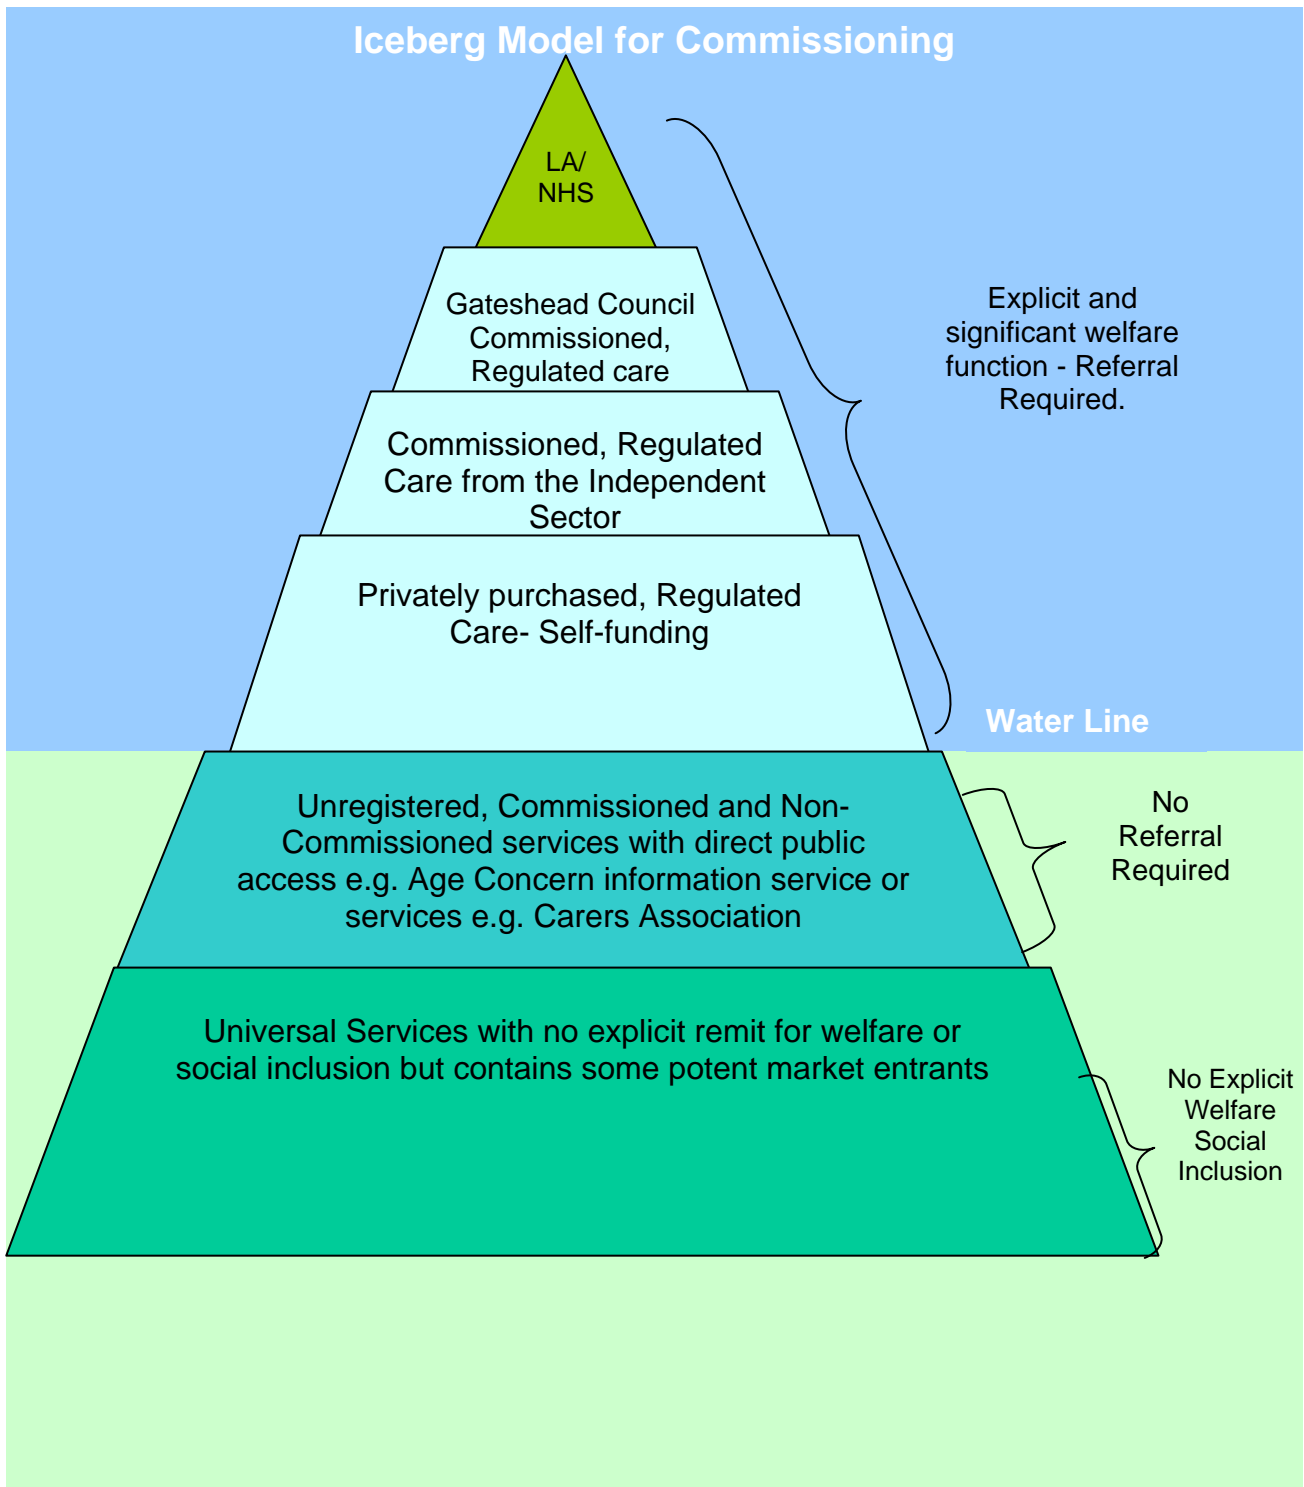 Iceberg Model for Commissioning
LA/
NHS
Gateshead Council
Commissioned,
Regulated care
Explicit and
significant welfare
function - Referral
Required.
Commissioned, Regulated
Care from the Independent
Sector
Privately purchased, Regulated
Care- Self-funding
Water Line
Unregistered, Commissioned and Non-
Commissioned services with direct public
access e.g. Age Concern information service or
services e.g. Carers Association
No
Referral
Required
Universal Services with no explicit remit for welfare or
social inclusion but contains some potent market entrants
No Explicit
Welfare
Social
Inclusion